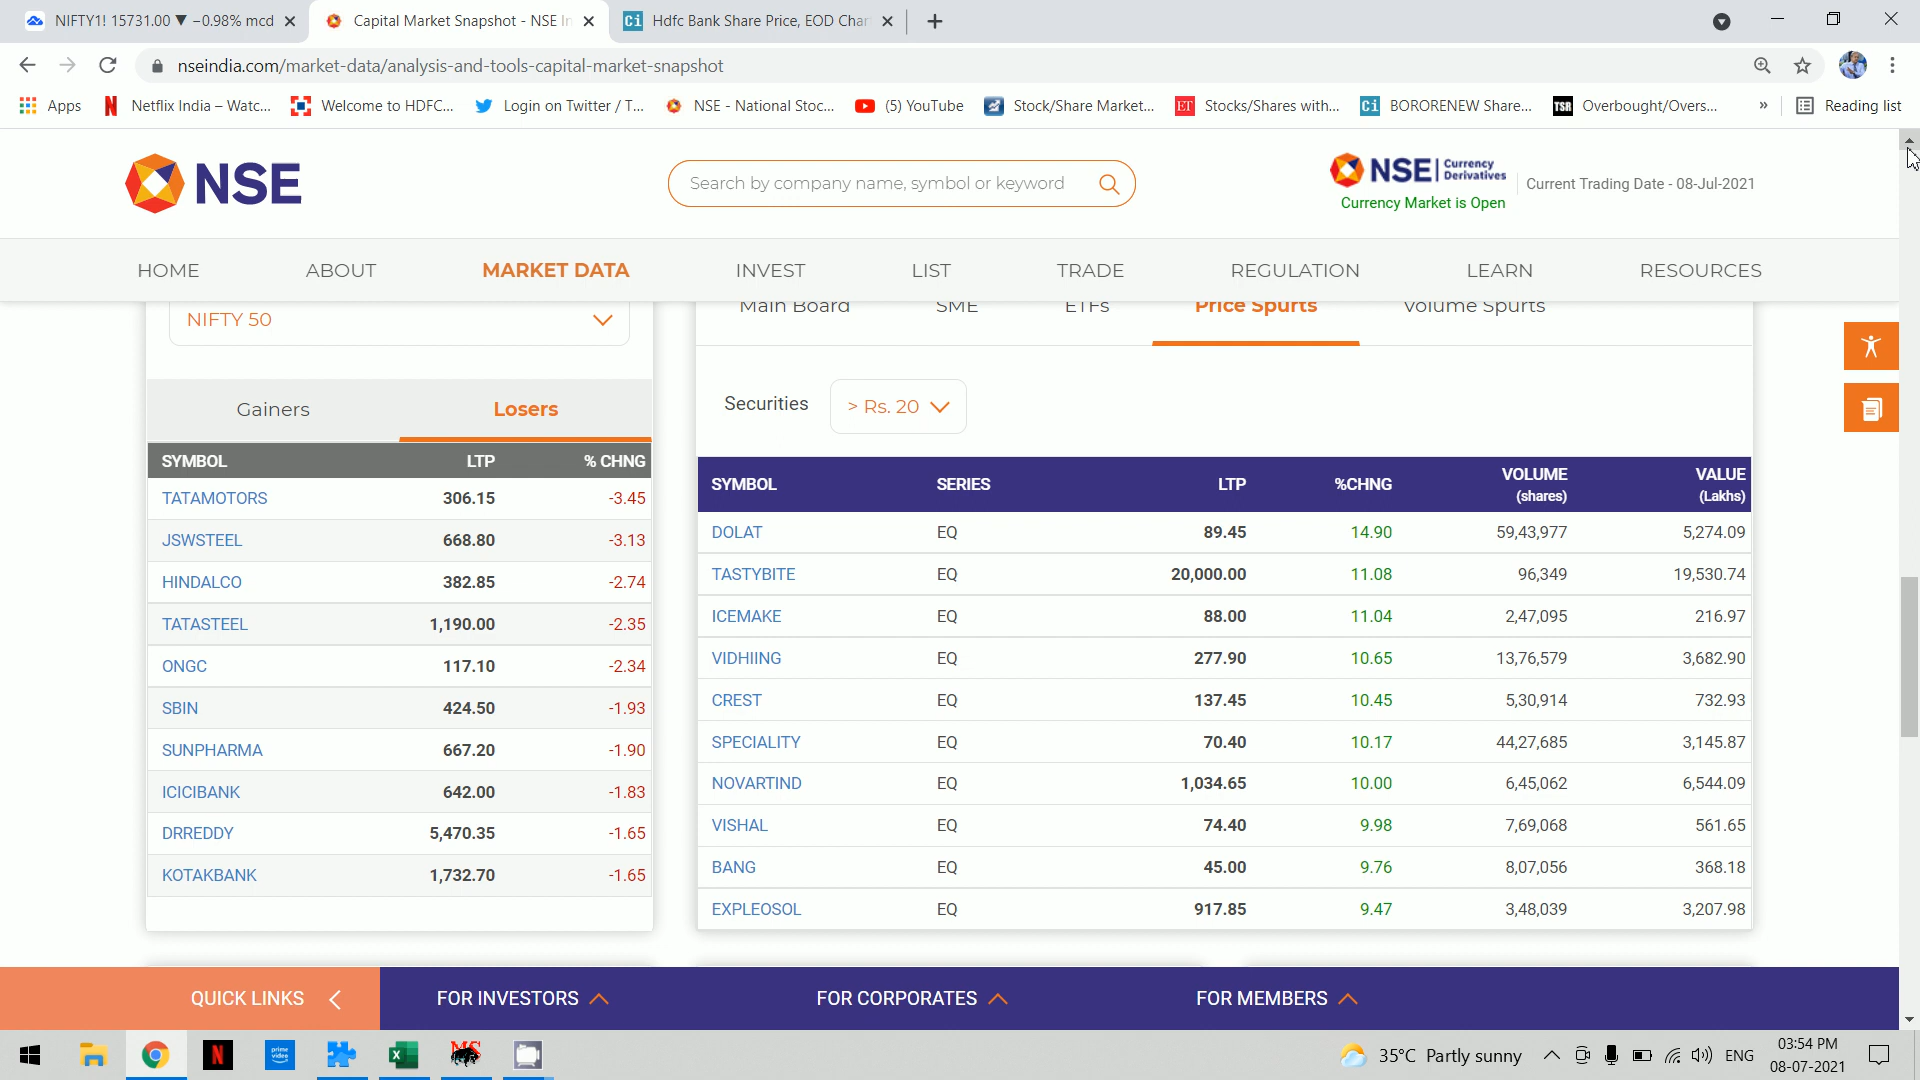 NIFTY1! 15731.00 ▼ −0.98% mcd
Capital Market Snapshot - NSE In
Hdfc Bank Share Price, EOD Char
nseindia.com/market-data/analysis-and-tools-capital-market-snapshot
Apps
Netflix India – Watc...
Welcome to HDFC...
Login on Twitter / T...
NSE - National Stoc...
(5) YouTube
Stock/Share Market...
Stocks/Shares with...
BORORENEW Share...
Overbought/Overs...
»
Reading list
NSE
Search by company name, symbol or keyword
NSE Currency Derivatives
Currency Market is Open
Current Trading Date - 08-Jul-2021
HOME ABOUT MARKET DATA INVEST LIST TRADE REGULATION LEARN RESOURCES
NIFTY 50
Gainers Losers
SYMBOL LTP % CHNG
TATAMOTORS 306.15 -3.45
JSWSTEEL 668.80 -3.13
HINDALCO 382.85 -2.74
TATASTEEL 1,190.00 -2.35
ONGC 117.10 -2.34
SBIN 424.50 -1.93
SUNPHARMA 667.20 -1.90
ICICIBANK 642.00 -1.83
DRREDDY 5,470.35 -1.65
KOTAKBANK 1,732.70 -1.65
Main Board SME ETFs Price Spurts Volume Spurts
Securities > Rs. 20
SYMBOL SERIES LTP %CHNG VOLUME (shares) VALUE (Lakhs)
DOLAT EQ 89.45 14.90 59,43,977 5,274.09
TASTYBITE EQ 20,000.00 11.08 96,349 19,530.74
ICEMAKE EQ 88.00 11.04 2,47,095 216.97
VIDHIING EQ 277.90 10.65 13,76,579 3,682.90
CREST EQ 137.45 10.45 5,30,914 732.93
SPECIALITY EQ 70.40 10.17 44,27,685 3,145.87
NOVARTIND EQ 1,034.65 10.00 6,45,062 6,544.09
VISHAL EQ 74.40 9.98 7,69,068 561.65
BANG EQ 45.00 9.76 8,07,056 368.18
EXPLEOSOL EQ 917.85 9.47 3,48,039 3,207.98
QUICK LINKS FOR INVESTORS FOR CORPORATES FOR MEMBERS
35°C Partly sunny
ENG
03:54 PM
08-07-2021